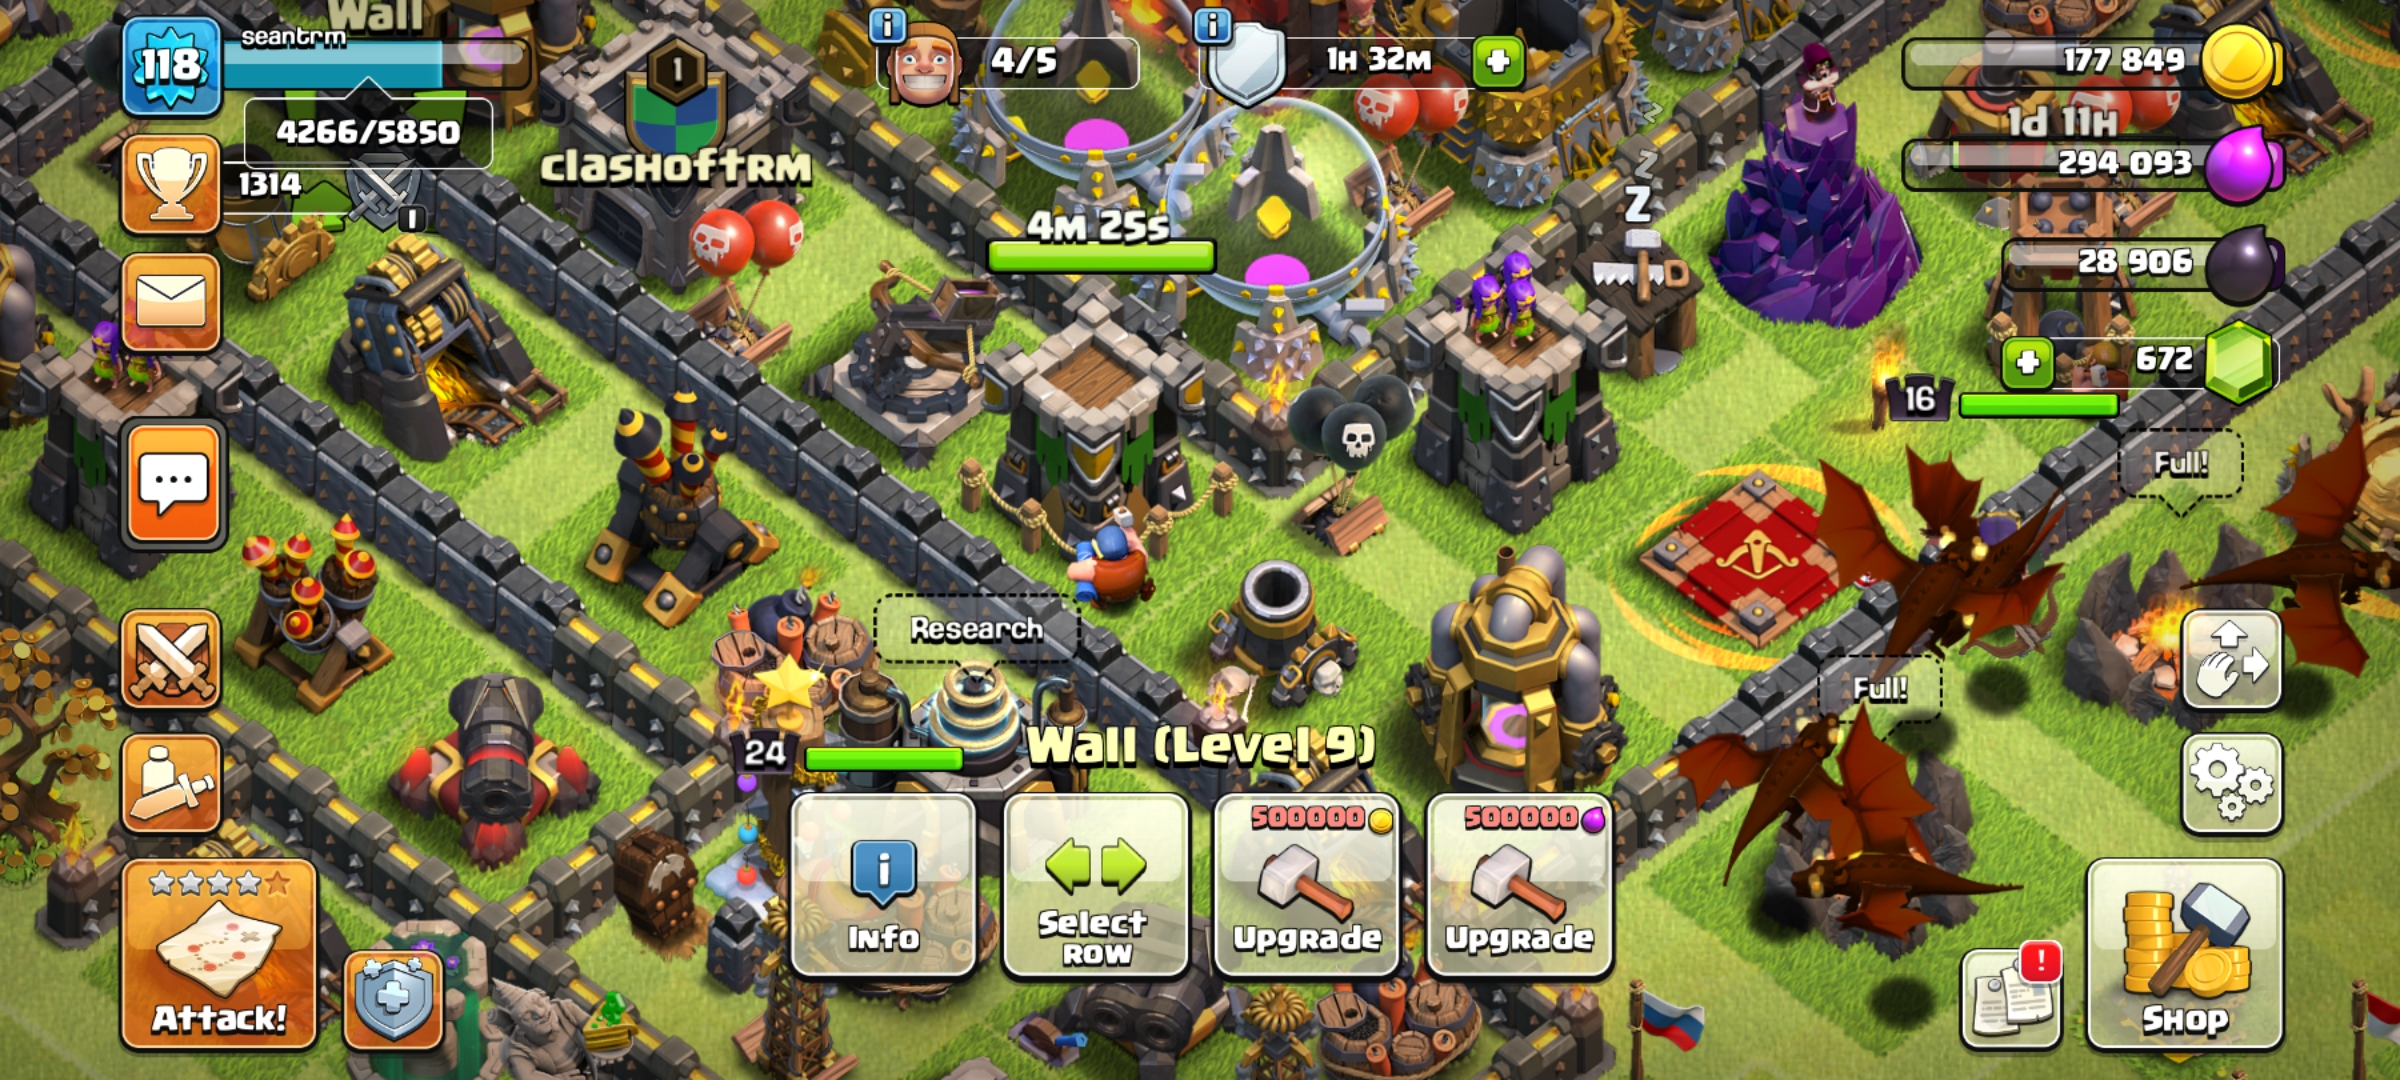 Wall
118
seantrm
4266/5850
1314
I
1
clashoftrm
4/5
1H 32M
177 849
1d 11H
294 093
28 906
672
4M 25s
z
z
Z
16
Full!
Research
Full!
24
Wall (Level 9)
Info
Select
Row
500000
Upgrade
500000
Upgrade
Attack!
!
Shop